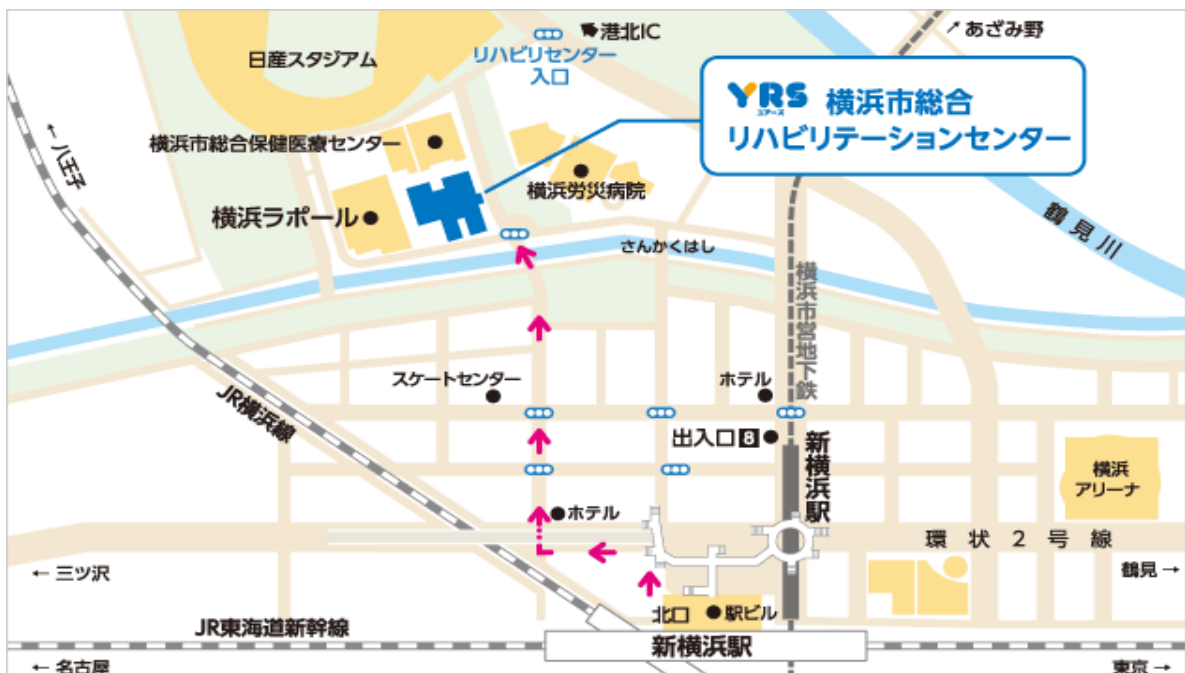 港北IC
あざみ野
日産スタジアム
リハビリセンター
入口
YRS
ユアーズ
横浜市総合
リハビリテーションセンター
横浜市総合保健医療センター
八王子
横浜労災病院
横浜ラポール
鶴見川
さんかくはし
横浜市営地下鉄
スケートセンター
ホテル
JR横浜線
出入口8
新横浜駅
横浜
アリーナ
ホテル
環状2号線
三ツ沢
鶴見
北口
駅ビル
JR東海道新幹線
新横浜駅
名古屋
東京